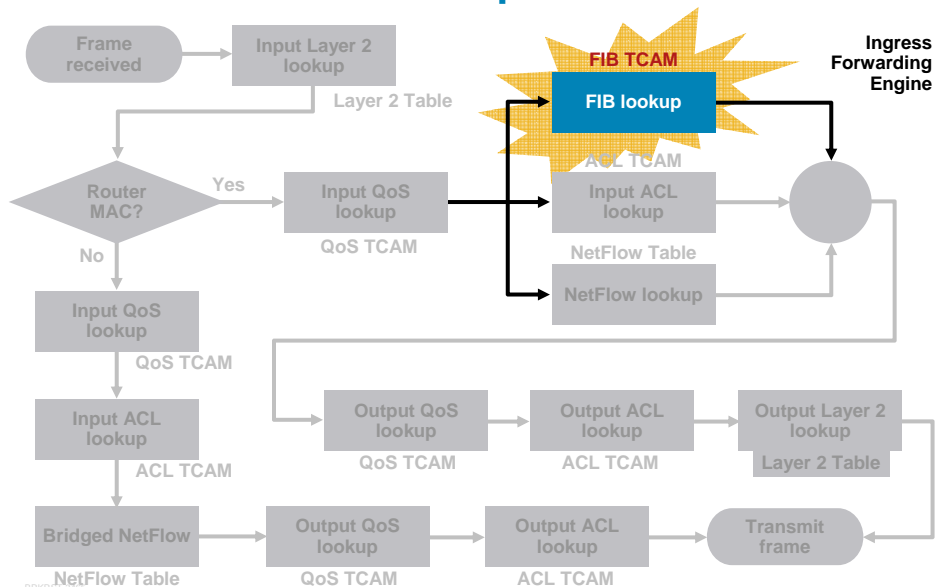 Frame
received
Input Layer 2
lookup
Layer 2 Table
FIB TCAM
FIB lookup
Ingress
Forwarding
Engine
Router
MAC?
Yes
No
Input QoS
lookup
QoS TCAM
ACL TCAM
Input ACL
lookup
NetFlow Table
NetFlow lookup
Input QoS
lookup
QoS TCAM
Input ACL
lookup
ACL TCAM
Output QoS
lookup
QoS TCAM
Output ACL
lookup
ACL TCAM
Output Layer 2
lookup
Layer 2 Table
Bridged NetFlow
NetFlow Table
Output QoS
lookup
QoS TCAM
Output ACL
lookup
ACL TCAM
Transmit
frame